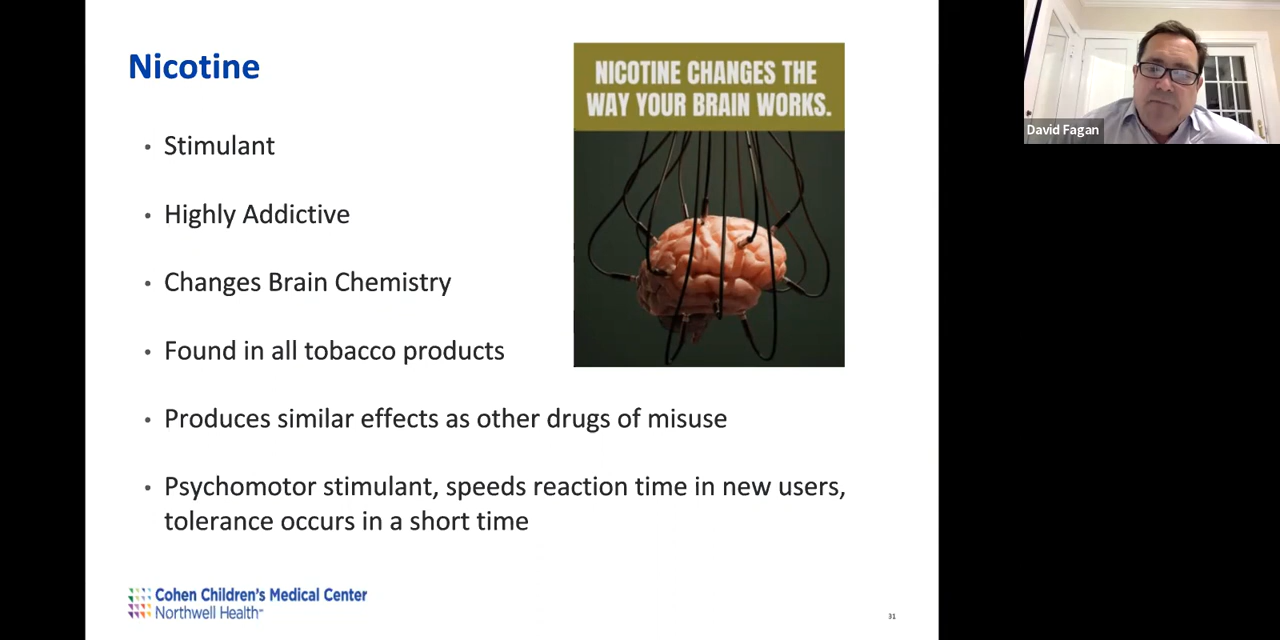 Nicotine
NICOTINE CHANGES THE
WAY YOUR BRAIN WORKS.
• Stimulant
• Highly Addictive
• Changes Brain Chemistry
• Found in all tobacco products
• Produces similar effects as other drugs of misuse
• Psychomotor stimulant, speeds reaction time in new users,
tolerance occurs in a short time
Cohen Children's Medical Center
Northwell Health℠
31
David Fagan